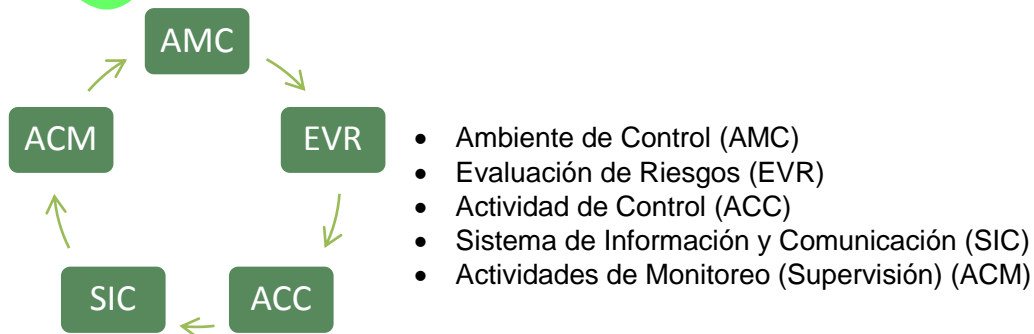 AMC
ACM
EVR
SIC
ACC
• Ambiente de Control (AMC)
• Evaluación de Riesgos (EVR)
• Actividad de Control (ACC)
• Sistema de Información y Comunicación (SIC)
• Actividades de Monitoreo (Supervisión) (ACM)